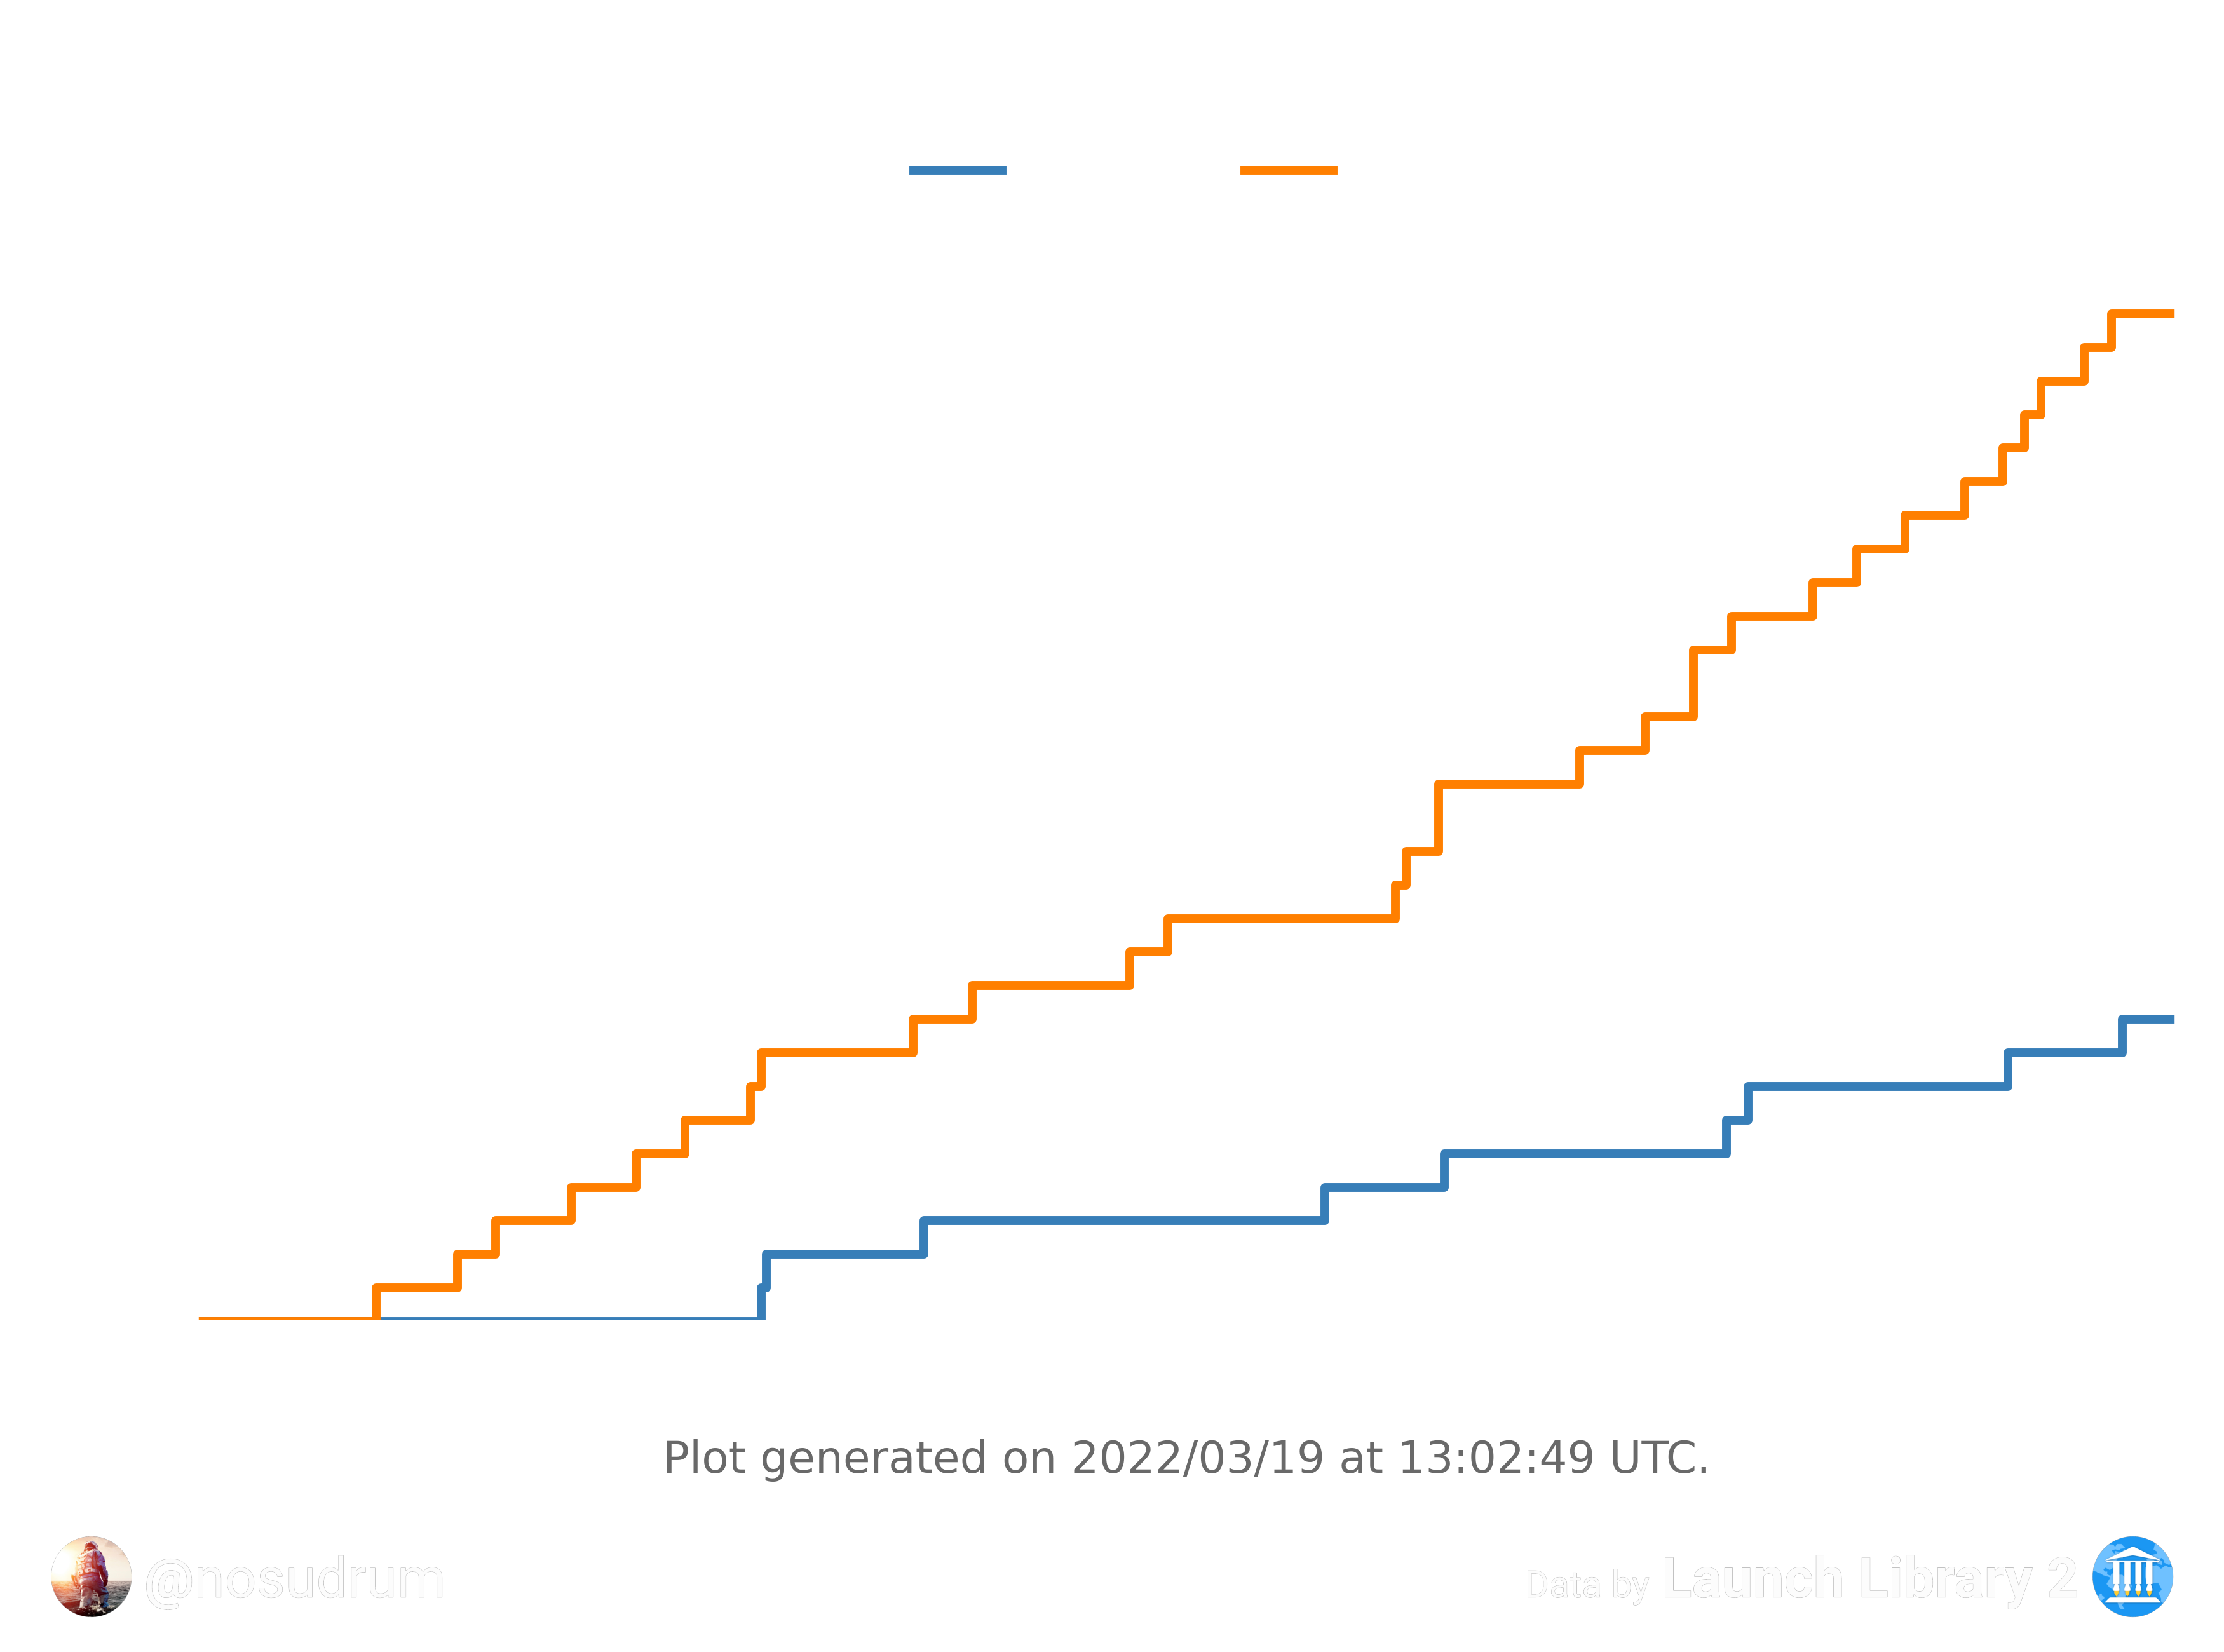 Plot generated on 2022/03/19 at 13:02:49 UTC.
@nosudrum
Data by Launch Library 2